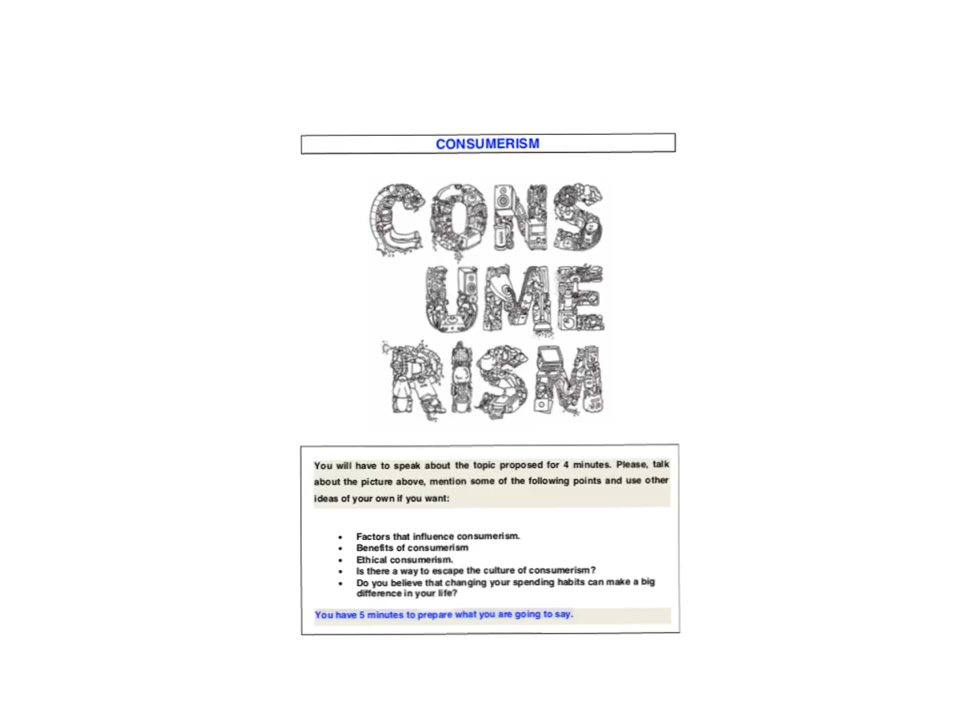 CONSUMERISM
CONS
UME
RISM
You will have to speak about the topic proposed for 4 minutes. Please, talk
about the picture above, mention some of the following points and use other
ideas of your own if you want:
• Factors that influence consumerism.
• Benefits of consumerism
• Ethical consumerism.
• Is there a way to escape the culture of consumerism?
• Do you believe that changing your spending habits can make a big
difference in your life?
You have 5 minutes to prepare what you are going to say.